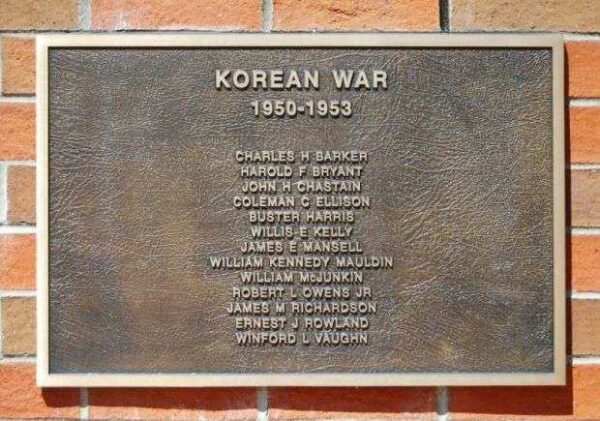 KOREAN WAR
1950-1953
CHARLES H BARKER
HAROLD F BRYANT
JOHN H CHASTAIN
COLEMAN C ELLISON
BUSTER HARRIS
WILLIS E KELLY
JAMES E MANSELL
WILLIAM KENNEDY MAULDIN
WILLIAM McJUNKIN
ROBERT L OWENS JR
JAMES M RICHARDSON
ERNEST J ROWLAND
WINFORD L VAUGHN